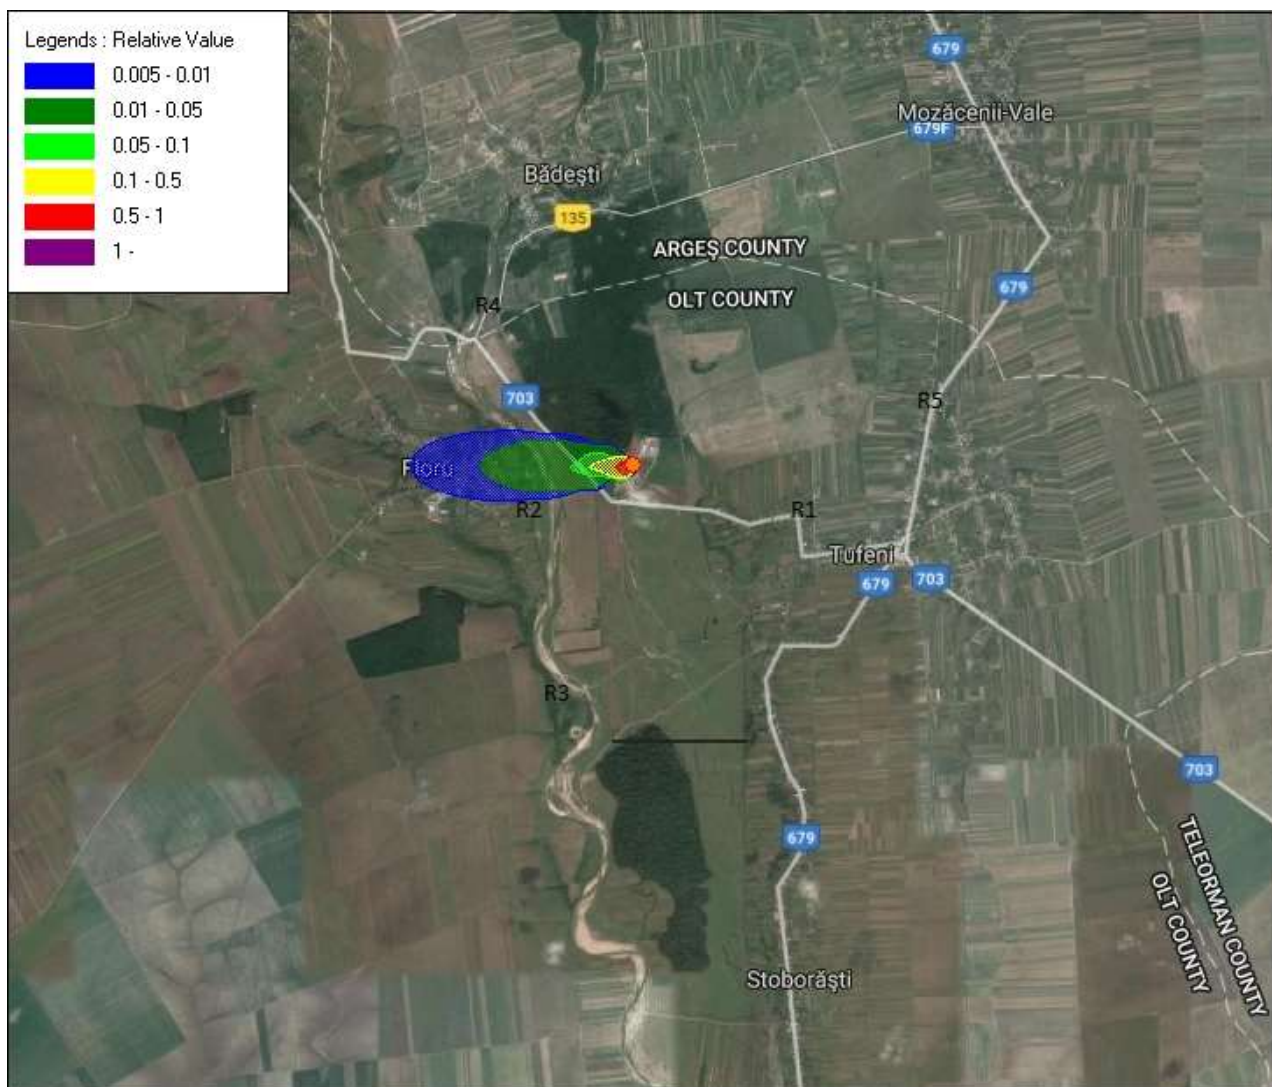 Legends : Relative Value
0.005 - 0.01
0.01 - 0.05
0.05 - 0.1
0.1 - 0.5
0.5 - 1
1 -
679
Mozăcenii-Vale
679F
Bădești
135
ARGEȘ COUNTY
679
OLT COUNTY
R4
703
R5
Floru
R2
R1
Tufeni
679
703
R3
703
679
TELEORMAN COUNTY
OLT COUNTY
Stoborăști